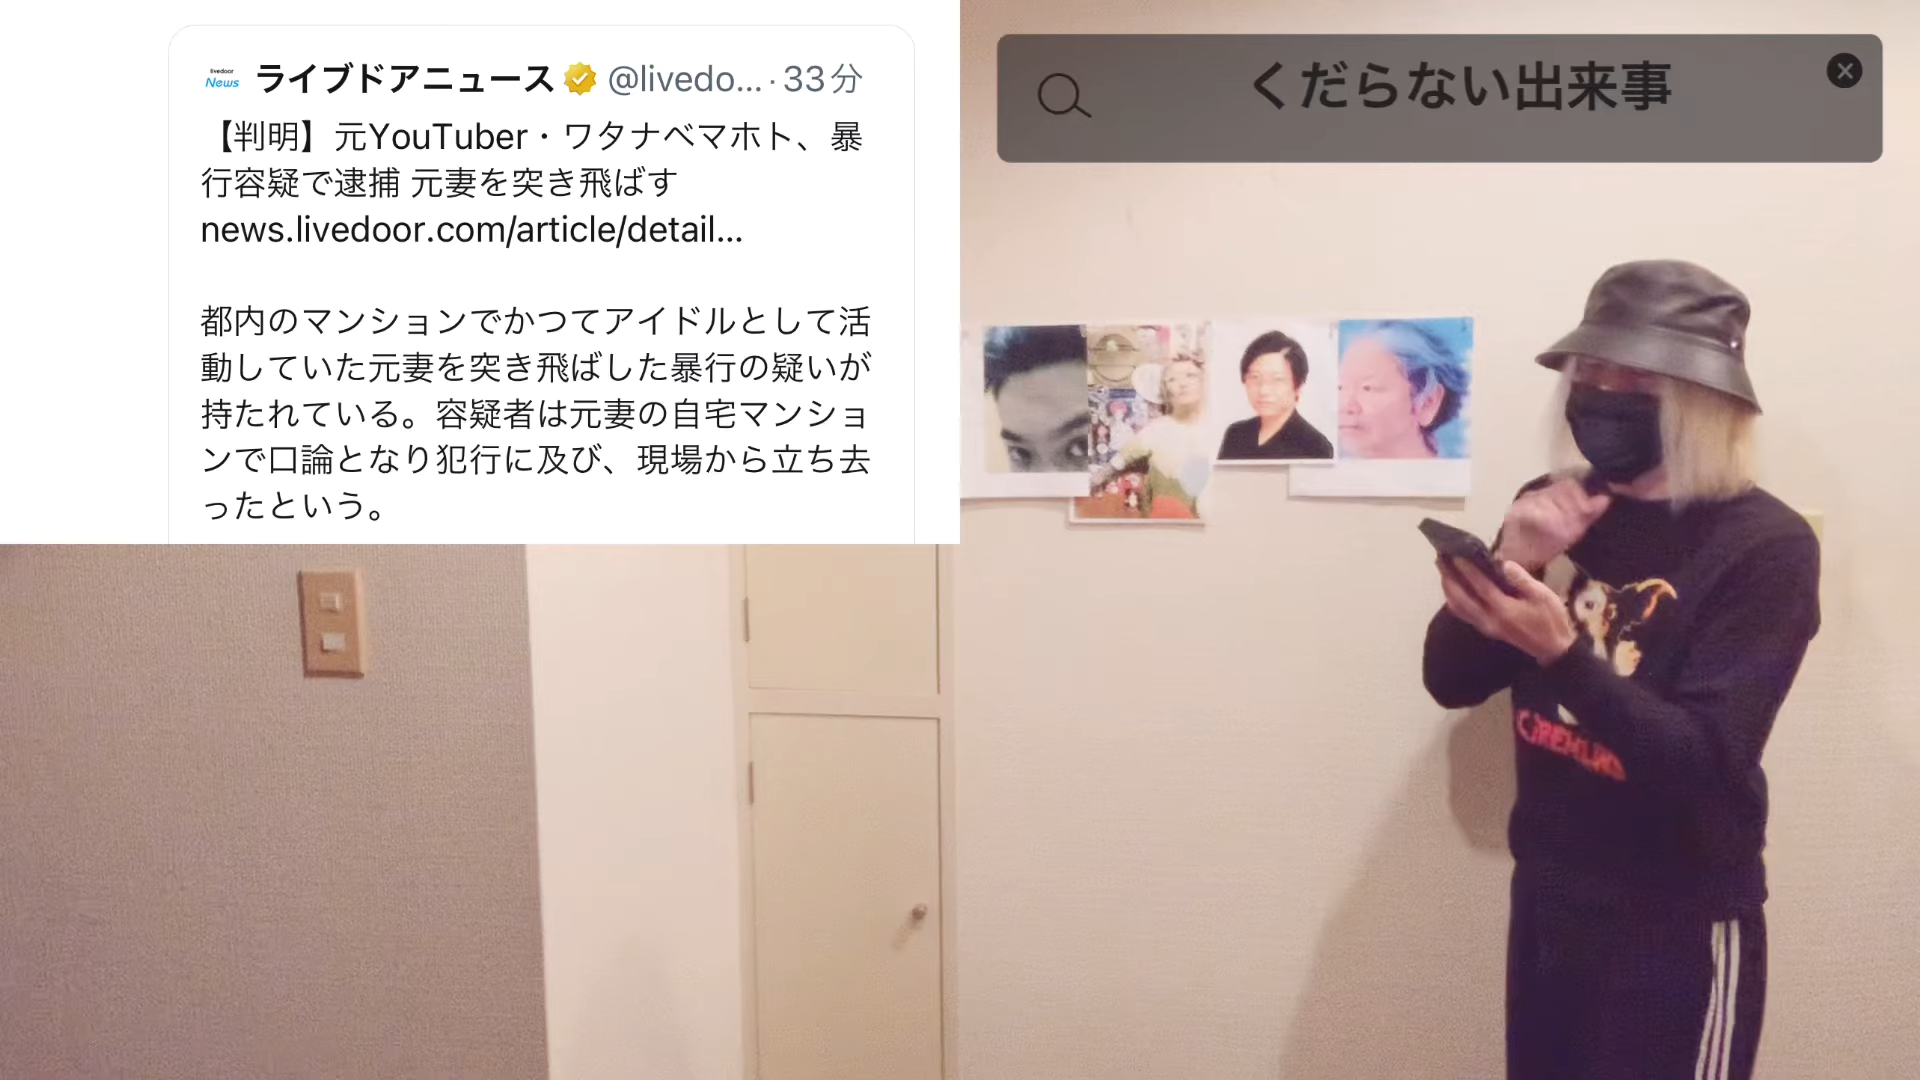 livedoor News
ライブドアニュース @livedo... · 33分
【判明】元YouTuber・ワタナベマホト、暴
行容疑で逮捕 元妻を突き飛ばす
news.livedoor.com/article/detail...
都内のマンションでかつてアイドルとして活
動していた元妻を突き飛ばした暴行の疑いが
持たれている。容疑者は元妻の自宅マンショ
ンで口論となり犯行に及び、現場から立ち去
ったという。
くだらない出来事
GREMLINS